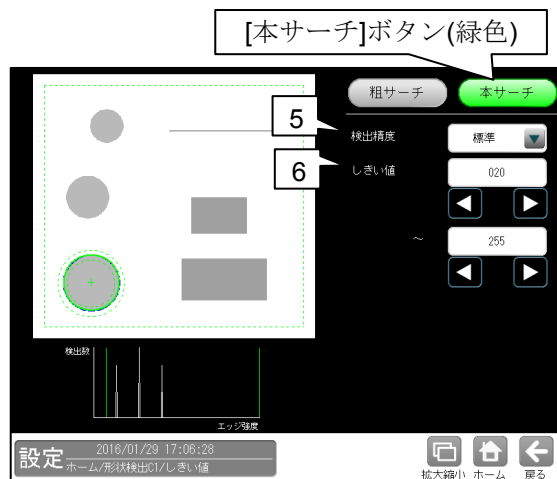 [本サーチ]ボタン(緑色)
粗サーチ 本サーチ
5
検出精度 標準
6
しきい値 020
～ 255
検出数
エッジ強度
設定 2016/01/29 17:06:28
ホーム/形状検出C1/しきい値
拡大縮小 ホーム 戻る